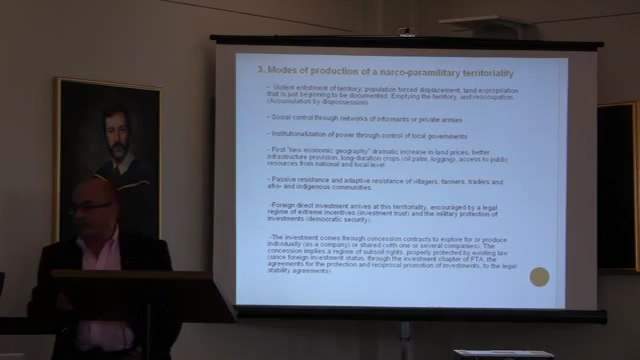 3. Modes of production of a narco-paramilitary territoriality
- Violent enlistment of territory, population forced displacement, land expropriation
that is just beginning to be documented. Emptying the territory, and reoccupation.
(Accumulation by dispossession)
- Social control through networks of informants or private armies
- Institutionalization of power through control of local governments
- First "new economic geography" dramatic increase in land prices, better
infrastructure provision, long-duration crops (oil palm, logging), access to public
resources from national and local level
- Passive resistance and adaptive resistance of villagers, farmers, traders and
afro- and indigenous communities.
-Foreign direct investment arrives at this territoriality, encouraged by a legal
regime of extreme incentives (investment trust) and the military protection of
investments (democratic security).
-The investment comes through concession contracts to explore for or produce
individually (as a company) or shared (with one or several companies). The
concession implies a regime of subsoil rights, properly protected by existing law
(since foreign investment status, through the investment chapter of FTA, the
agreements for the protection and reciprocal promotion of investments, to the legal
stability agreements).